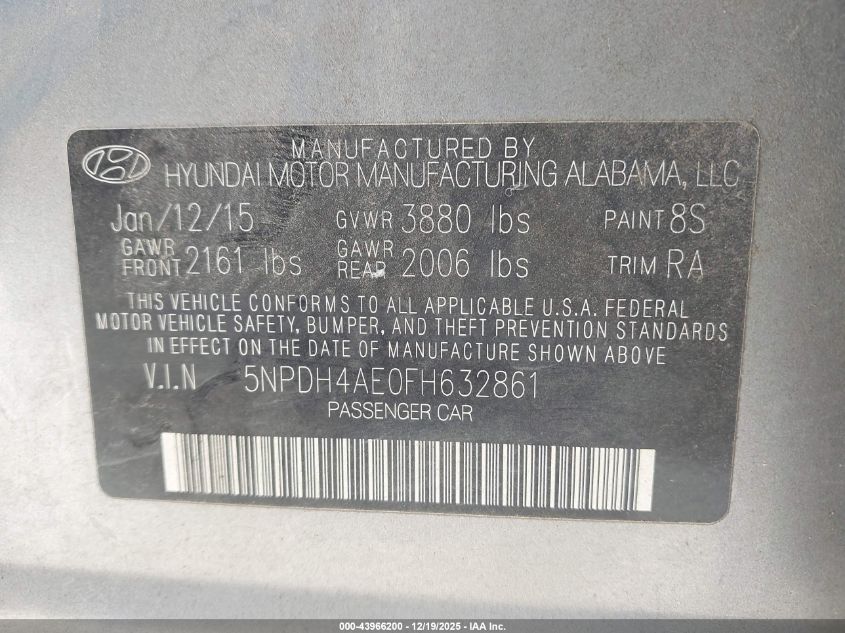 MANUFACTURED BY
HYUNDAI MOTOR MANUFACTURING ALABAMA, LLC
Jan/12/15 GVWR 3880 lbs PAINT 8S
GAWR FRONT 2161 lbs GAWR REAR 2006 lbs TRIM RA
THIS VEHICLE CONFORMS TO ALL APPLICABLE U.S.A. FEDERAL
MOTOR VEHICLE SAFETY, BUMPER, AND THEFT PREVENTION STANDARDS
IN EFFECT ON THE DATE OF MANUFACTURE SHOWN ABOVE
V.I.N 5NPDH4AE0FH632861
PASSENGER CAR
000-43966200 - 12/19/2025 - IAA Inc.